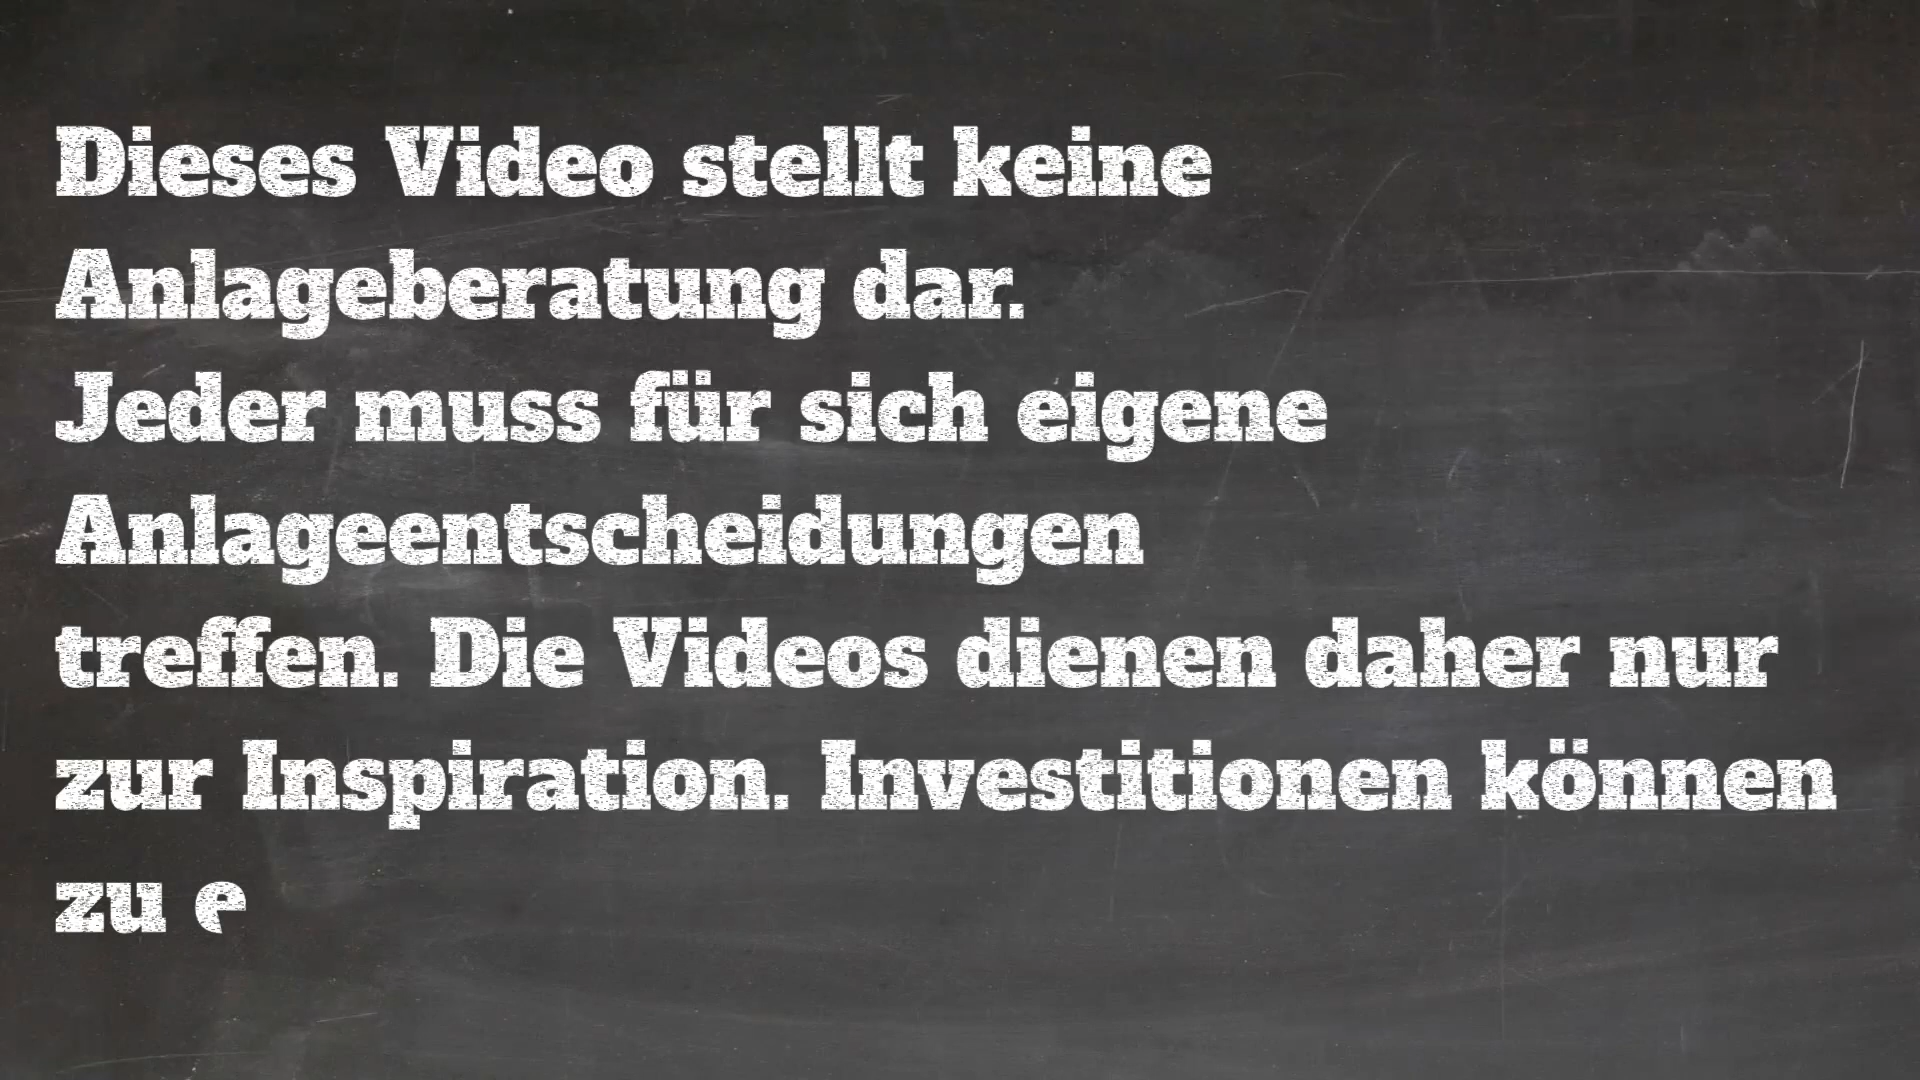 Dieses Video stellt keine
Anlageberatung dar.
Jeder muss für sich eigene
Anlageentscheidungen
treffen. Die Videos dienen daher nur
zur Inspiration. Investitionen können
zu e